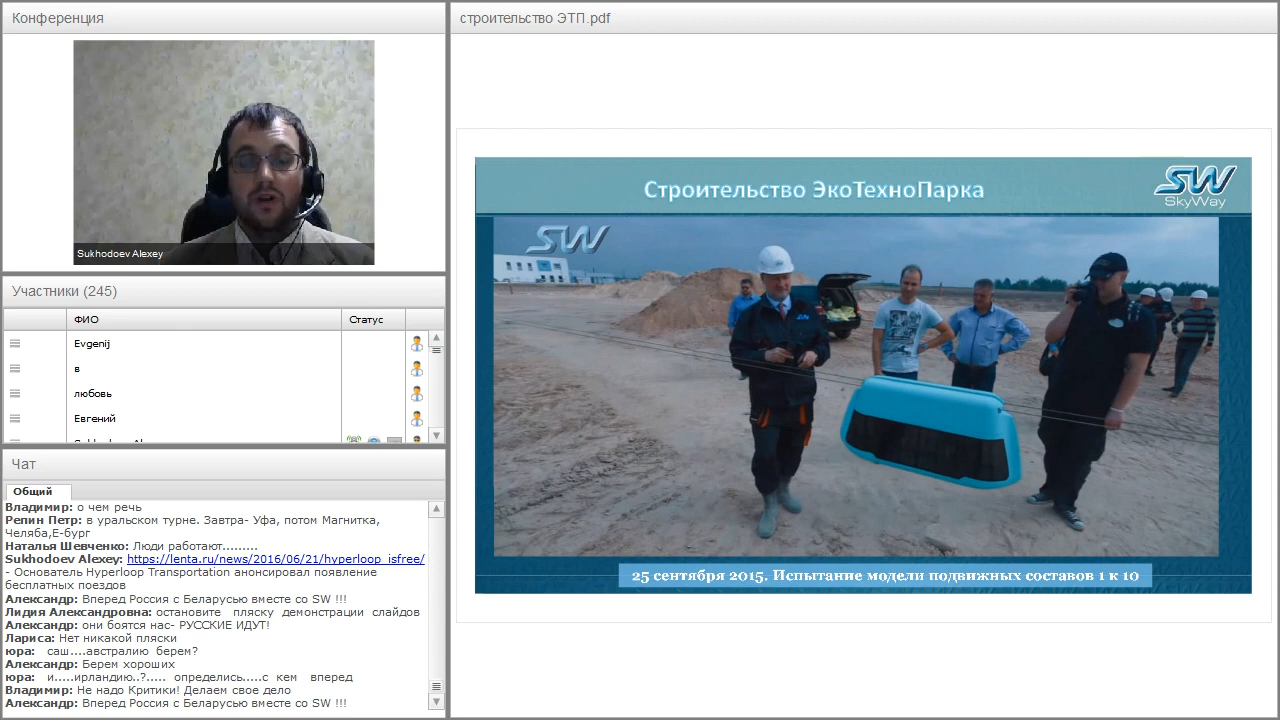 Конференция
Sukhodoev Alexey
Участники (245)
ФИО Статус
Evgenij
в
любовь
Евгений
Чат
Общий
Владимир: о чем речь
Репин Петр: в уральском турне. Завтра- Уфа, потом Магнитка,
Челяба,Е-бург
Наталья Шевченко: Люди работают.........
Sukhodoev Alexey: https://lenta.ru/news/2016/06/21/hyperloop_isfree/
- Основатель Hyperloop Transportation анонсировал появление
бесплатных поездов
Александр: Вперед Россия с Беларусью вместе со SW !!!
Лидия Александровна: остановите пляску демонстрации слайдов
Александр: они боятся нас- РУССКИЕ ИДУТ!
Лариса: Нет никакой пляски
юра: саш....австралию берем?
Александр: Берем хороших
юра: и.....ирландию..?..... определись.....с кем вперед
Владимир: Не надо Критики! Делаем свое дело
Александр: Вперед Россия с Беларусью вместе со SW !!!
строительство ЭТП.pdf
Строительство ЭкоТехноПарка
SW
SkyWay
SW
25 сентября 2015. Испытание модели подвижных составов 1 к 10